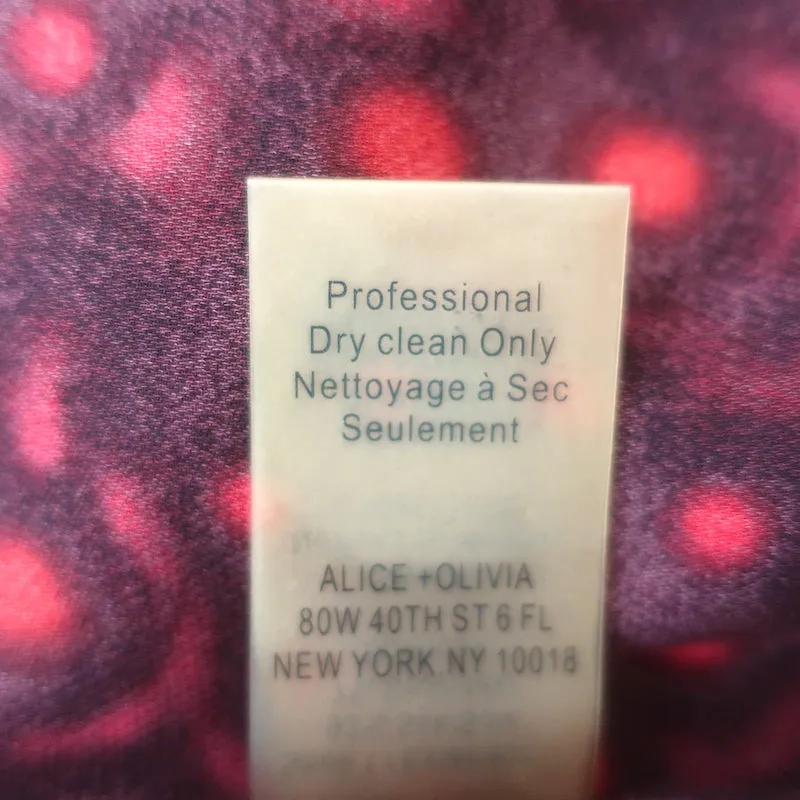 Professional
Dry clean Only
Nettoyage à Sec
Seulement
ALICE +OLIVIA
80W 40TH ST 6 FL
NEW YORK NY 10018